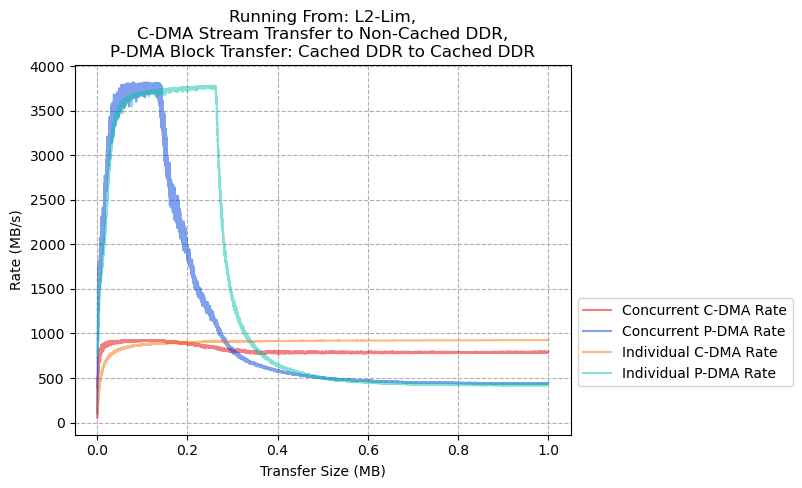 Running From: L2-Lim,
C-DMA Stream Transfer to Non-Cached DDR,
P-DMA Block Transfer: Cached DDR to Cached DDR
4000
3500
3000
2500
2000
1500
1000
500
0
Rate (MB/s)
0.0 0.2 0.4 0.6 0.8 1.0
Transfer Size (MB)
Concurrent C-DMA Rate
Concurrent P-DMA Rate
Individual C-DMA Rate
Individual P-DMA Rate